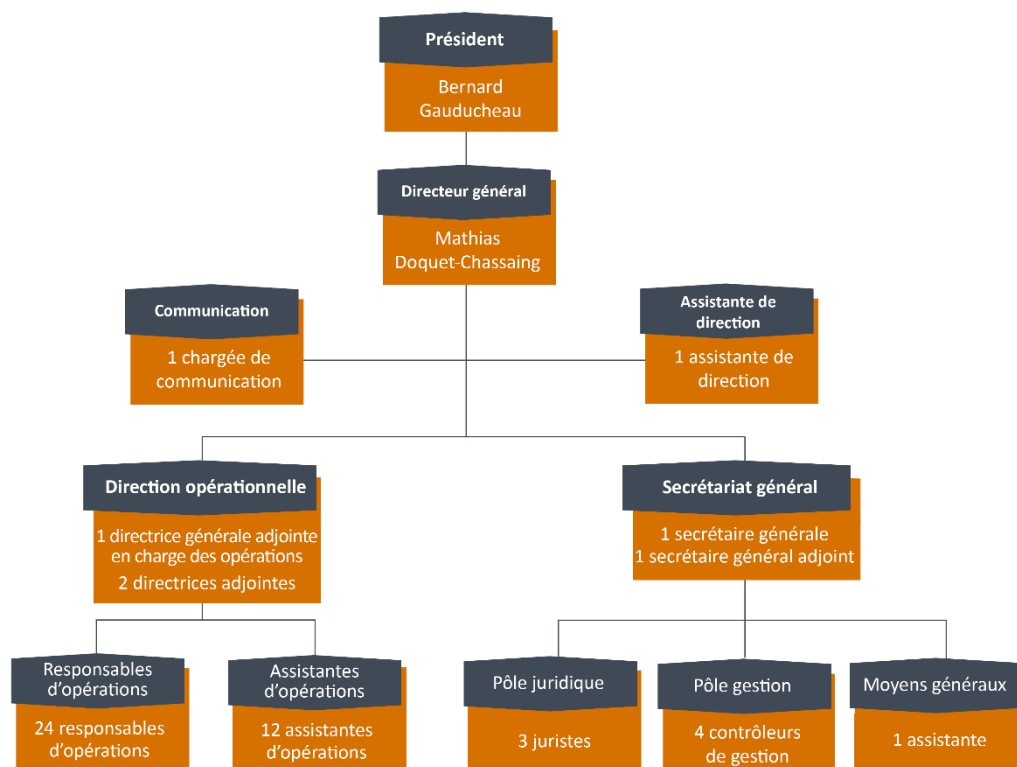 Président
Bernard
Gauducheau
Directeur général
Mathias
Doquet-Chassaing
Communication
1 chargée de
communication
Assistante de
direction
1 assistante de
direction
Direction opérationnelle
1 directrice générale adjointe
en charge des opérations
2 directrices adjointes
Secrétariat général
1 secrétaire générale
1 secrétaire général adjoint
Responsables
d'opérations
24 responsables
d'opérations
Assistantes
d'opérations
12 assistantes
d'opérations
Pôle juridique
3 juristes
Pôle gestion
4 contrôleurs
de gestion
Moyens généraux
1 assistante